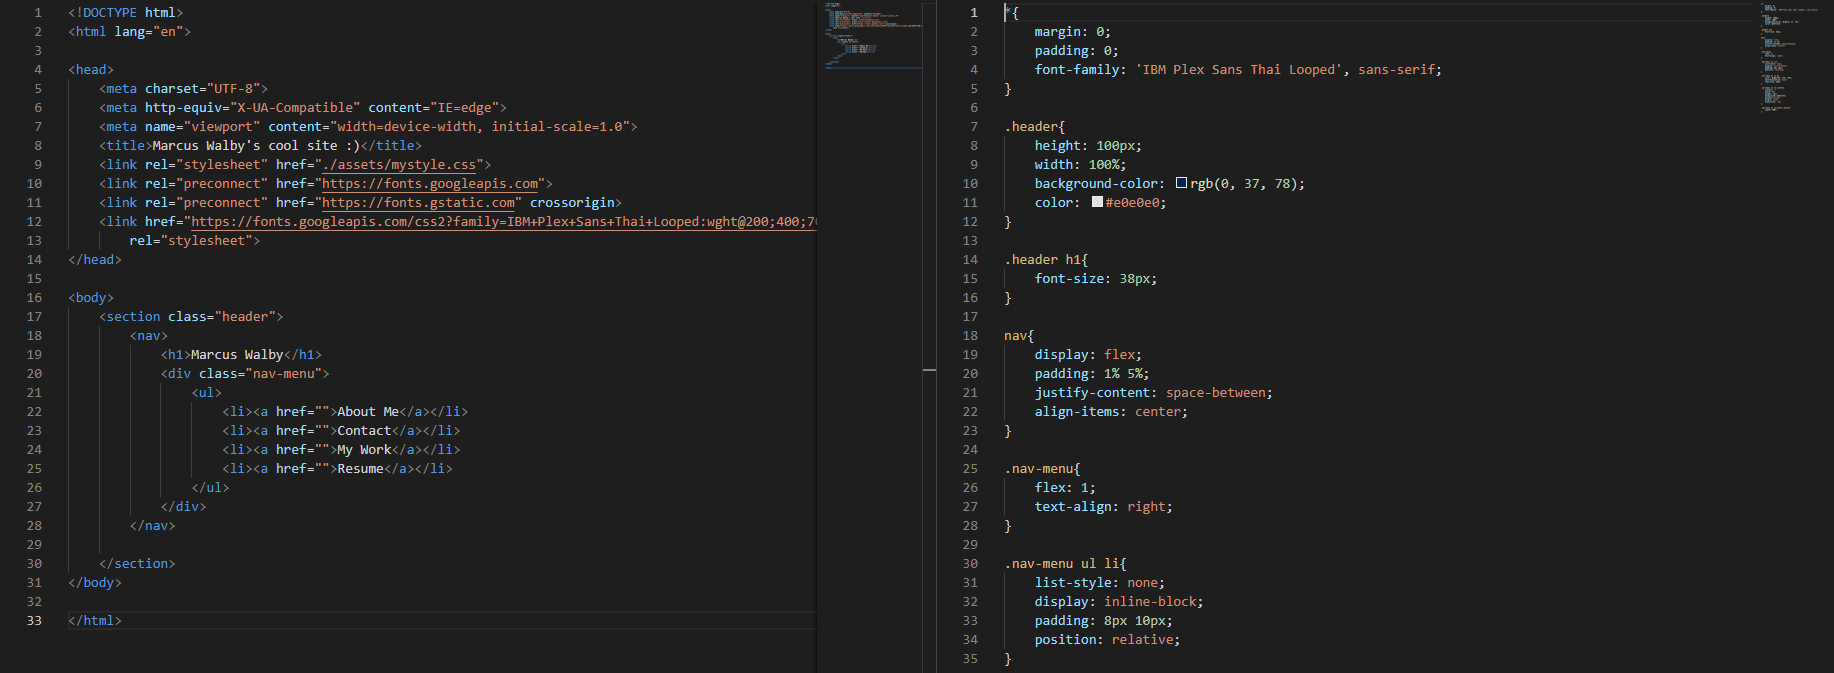 1 <!DOCTYPE html>
2 <html lang="en">
3
4 <head>
5     <meta charset="UTF-8">
6     <meta http-equiv="X-UA-Compatible" content="IE=edge">
7     <meta name="viewport" content="width=device-width, initial-scale=1.0">
8     <title>Marcus Walby's cool site :)</title>
9     <link rel="stylesheet" href="./assets/mystyle.css">
10     <link rel="preconnect" href="https://fonts.googleapis.com">
11     <link rel="preconnect" href="https://fonts.gstatic.com" crossorigin>
12     <link href="https://fonts.googleapis.com/css2?family=IBM+Plex+Sans+Thai+Looped:wght@200;400;7
13         rel="stylesheet">
14 </head>
15
16 <body>
17     <section class="header">
18         <nav>
19             <h1>Marcus Walby</h1>
20             <div class="nav-menu">
21                 <ul>
22                     <li><a href="">About Me</a></li>
23                     <li><a href="">Contact</a></li>
24                     <li><a href="">My Work</a></li>
25                     <li><a href="">Resume</a></li>
26                 </ul>
27             </div>
28         </nav>
29
30     </section>
31 </body>
32
33 </html>
1 *{
2     margin: 0;
3     padding: 0;
4     font-family: 'IBM Plex Sans Thai Looped', sans-serif;
5 }
6
7 .header{
8     height: 100px;
9     width: 100%;
10     background-color: rgb(0, 37, 78);
11     color: #e0e0e0;
12 }
13
14 .header h1{
15     font-size: 38px;
16 }
17
18 nav{
19     display: flex;
20     padding: 1% 5%;
21     justify-content: space-between;
22     align-items: center;
23 }
24
25 .nav-menu{
26     flex: 1;
27     text-align: right;
28 }
29
30 .nav-menu ul li{
31     list-style: none;
32     display: inline-block;
33     padding: 8px 10px;
34     position: relative;
35 }